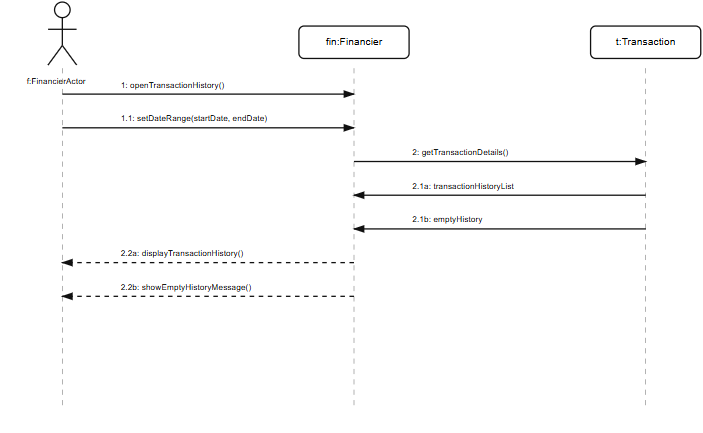 fin:Financier
t:Transaction
f:FinancierActor
1: openTransactionHistory()
1.1: setDateRange(startDate, endDate)
2: getTransactionDetails()
2.1a: transactionHistoryList
2.1b: emptyHistory
2.2a: displayTransactionHistory()
2.2b: showEmptyHistoryMessage()